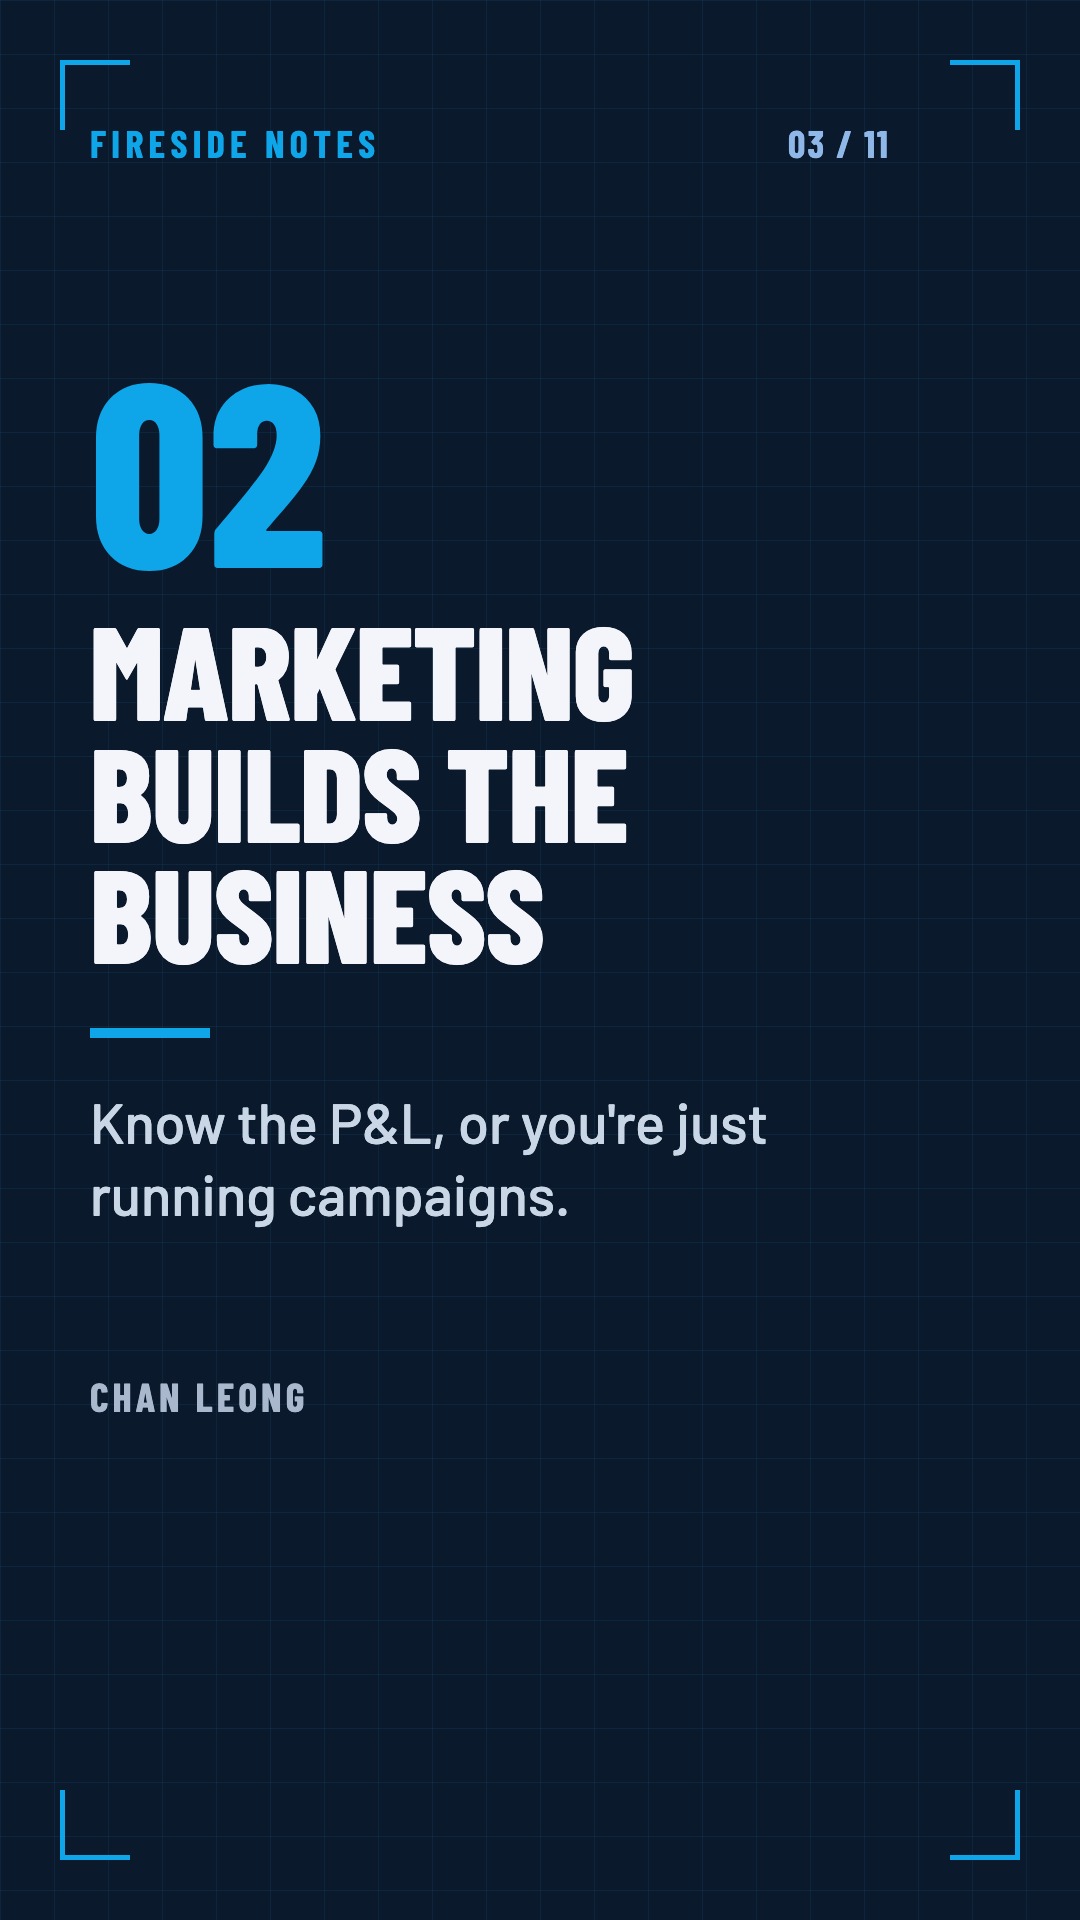 FIRESIDE NOTES
03 / 11
02
MARKETING
BUILDS THE
BUSINESS
Know the P&L, or you're just
running campaigns.
CHAN LEONG